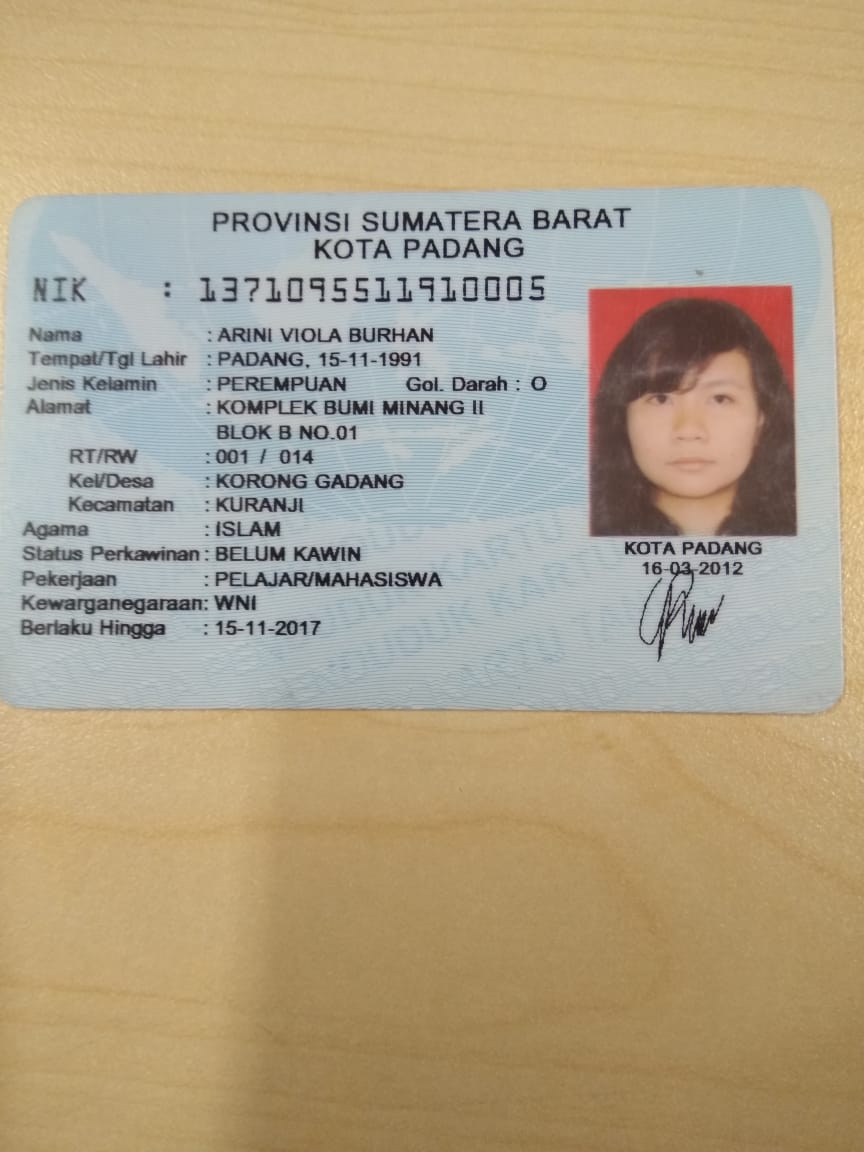 PROVINSI SUMATERA BARAT
KOTA PADANG
NIK : 1371095511910005
Nama : ARINI VIOLA BURHAN
Tempat/Tgl Lahir : PADANG, 15-11-1991
Jenis Kelamin : PEREMPUAN Gol. Darah : O
Alamat : KOMPLEK BUMI MINANG II
BLOK B NO.01
RT/RW : 001 / 014
Kel/Desa : KORONG GADANG
Kecamatan : KURANJI
Agama : ISLAM
Status Perkawinan : BELUM KAWIN
Pekerjaan : PELAJAR/MAHASISWA
Kewarganegaraan: WNI
Berlaku Hingga : 15-11-2017
KOTA PADANG
16-03-2012